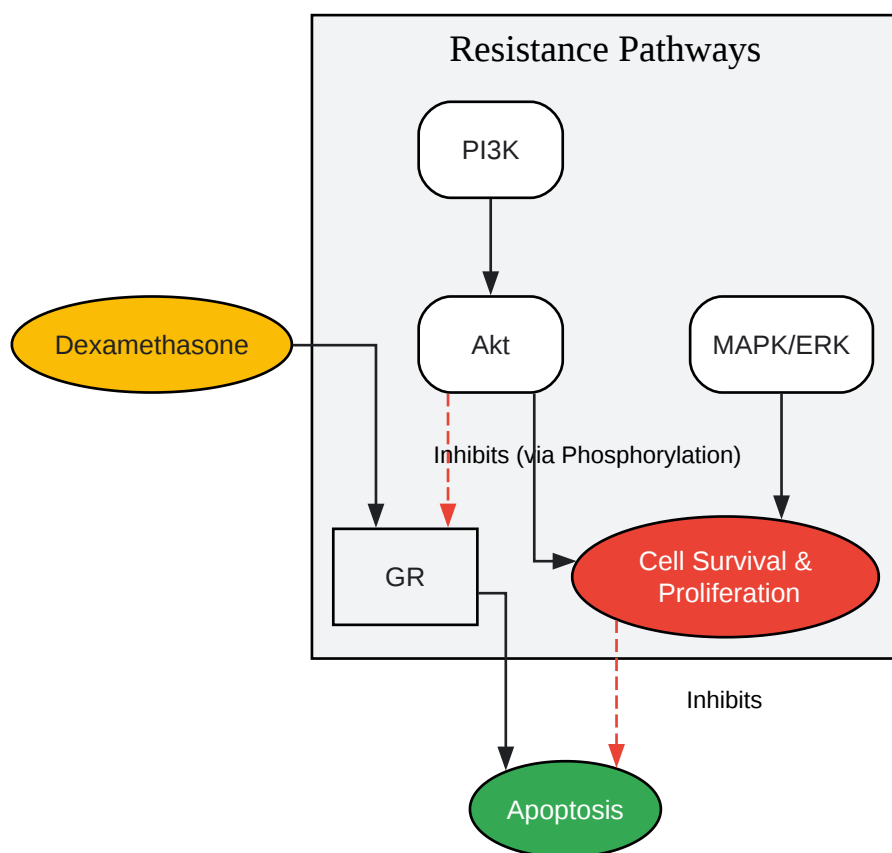 Resistance Pathways
PI3K
Dexamethasone
Akt
MAPK/ERK
Inhibits (via Phosphorylation)
GR
Cell Survival &
Proliferation
Inhibits
Apoptosis